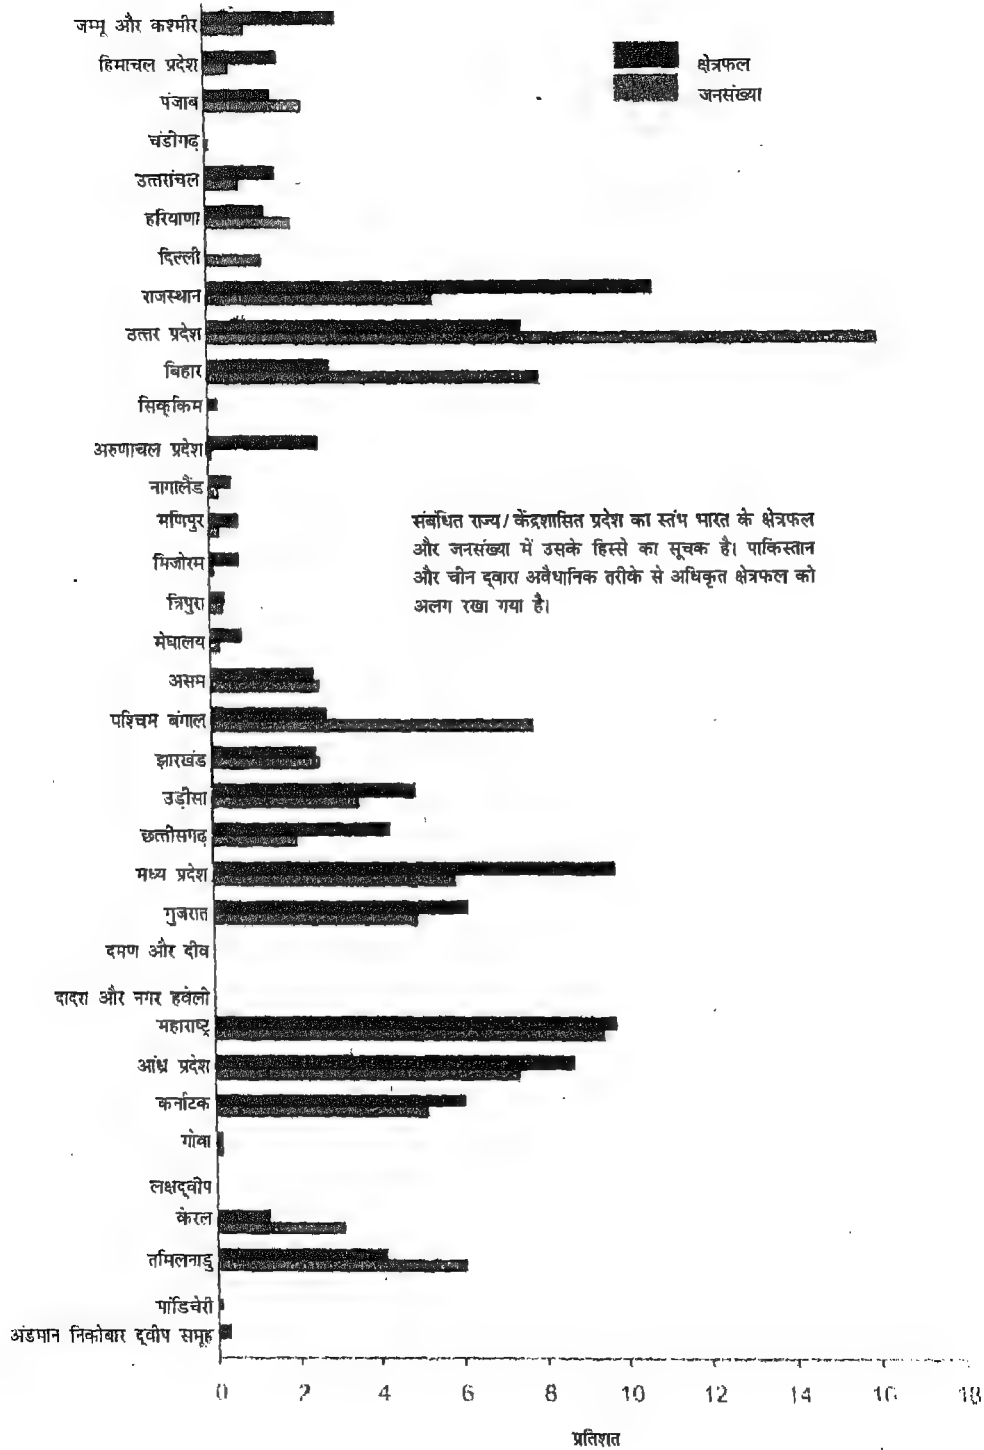 जम्मू और कश्मीर
हिमाचल प्रदेश
पंजाब
चंडीगढ़
उत्तरांचल
हरियाणा
दिल्ली
राजस्थान
उत्तर प्रदेश
बिहार
सिक्किम
अरुणाचल प्रदेश
नागालैंड
मणिपुर
मिजोरम
त्रिपुरा
मेघालय
असम
पश्चिम बंगाल
झारखंड
उड़ीसा
छत्तीसगढ़
मध्य प्रदेश
गुजरात
दमण और दीव
दादरा और नगर हवेली
महाराष्ट्र
आंध्र प्रदेश
कर्नाटक
गोवा
लक्षद्वीप
केरल
तमिलनाडु
पांडिचेरी
अंडमान निकोबार द्वीप समूह
क्षेत्रफल
जनसंख्या
संबंधित राज्य/केंद्रशासित प्रदेश का स्तंभ भारत के क्षेत्रफल
और जनसंख्या में उसके हिस्से का सूचक है। पाकिस्तान
और चीन द्वारा अवैधानिक तरीके से अधिकृत क्षेत्रफल को
अलग रखा गया है।
0 2 4 6 8 10 12 14 16 18
प्रतिशत